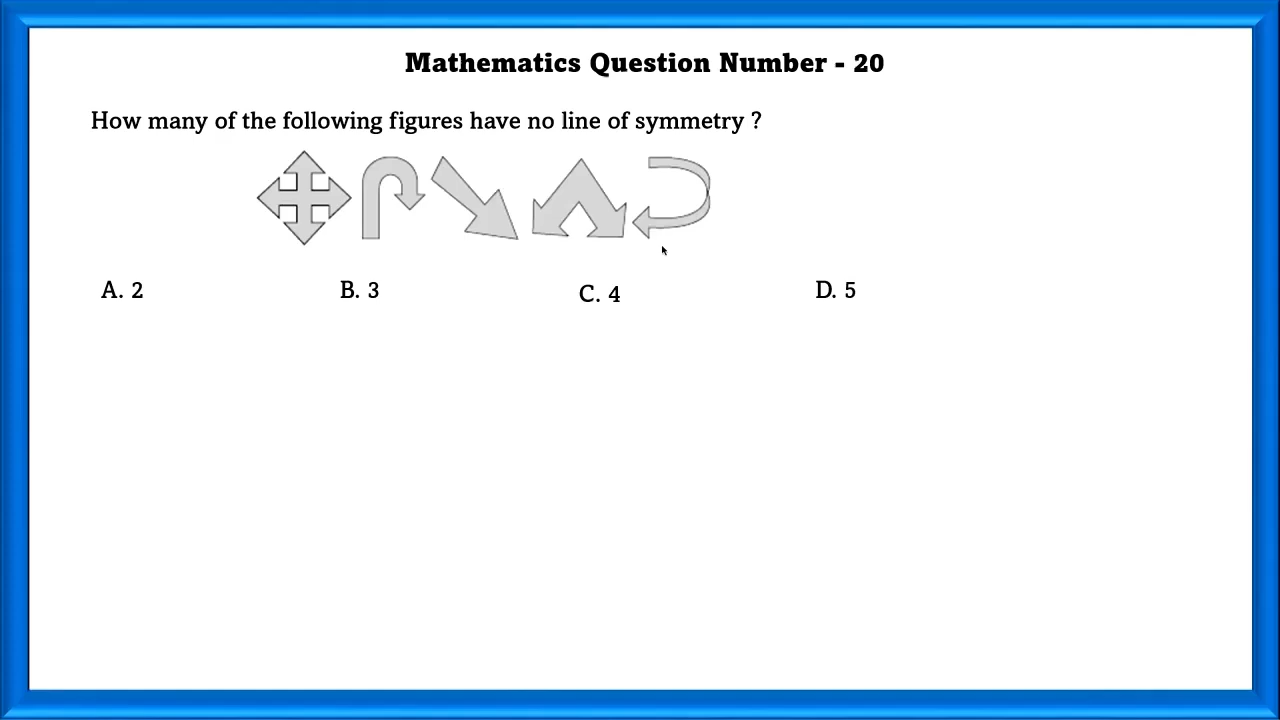 Mathematics Question Number - 20
How many of the following figures have no line of symmetry ?
A. 2 B. 3 C. 4 D. 5